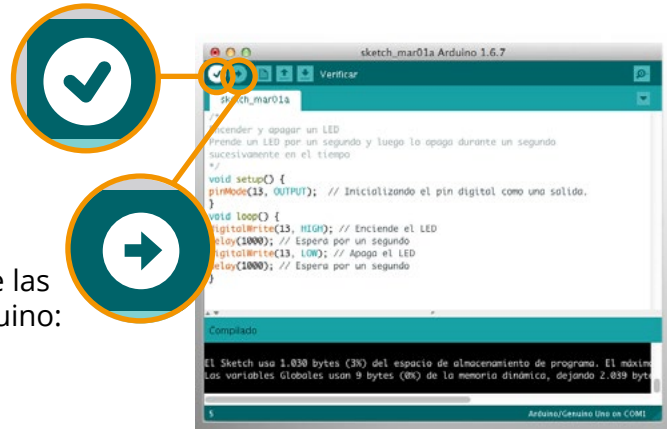 sketch_mar01a Arduino 1.6.7
Verificar
sketch_mar01a
/*
Encender y apagar un LED
Prende un LED por un segundo y luego lo apaga durante un segundo
sucesivamente en el tiempo
*/
void setup() {
pinMode(13, OUTPUT); // Inicializando el pin digital como una salida.
}
void loop() {
digitalWrite(13, HIGH); // Enciende el LED
delay(1000); // Espera por un segundo
digitalWrite(13, LOW); // Apaga el LED
delay(1000); // Espera por un segundo
}
e las
uino:
Compilado
El Sketch usa 1.030 bytes (3%) del espacio de almacenamiento de programa. El máxim
Las variables Globales usan 9 bytes (0%) de la memoria dinámica, dejando 2.039 byt
5
Arduino/Genuino Uno on COM1